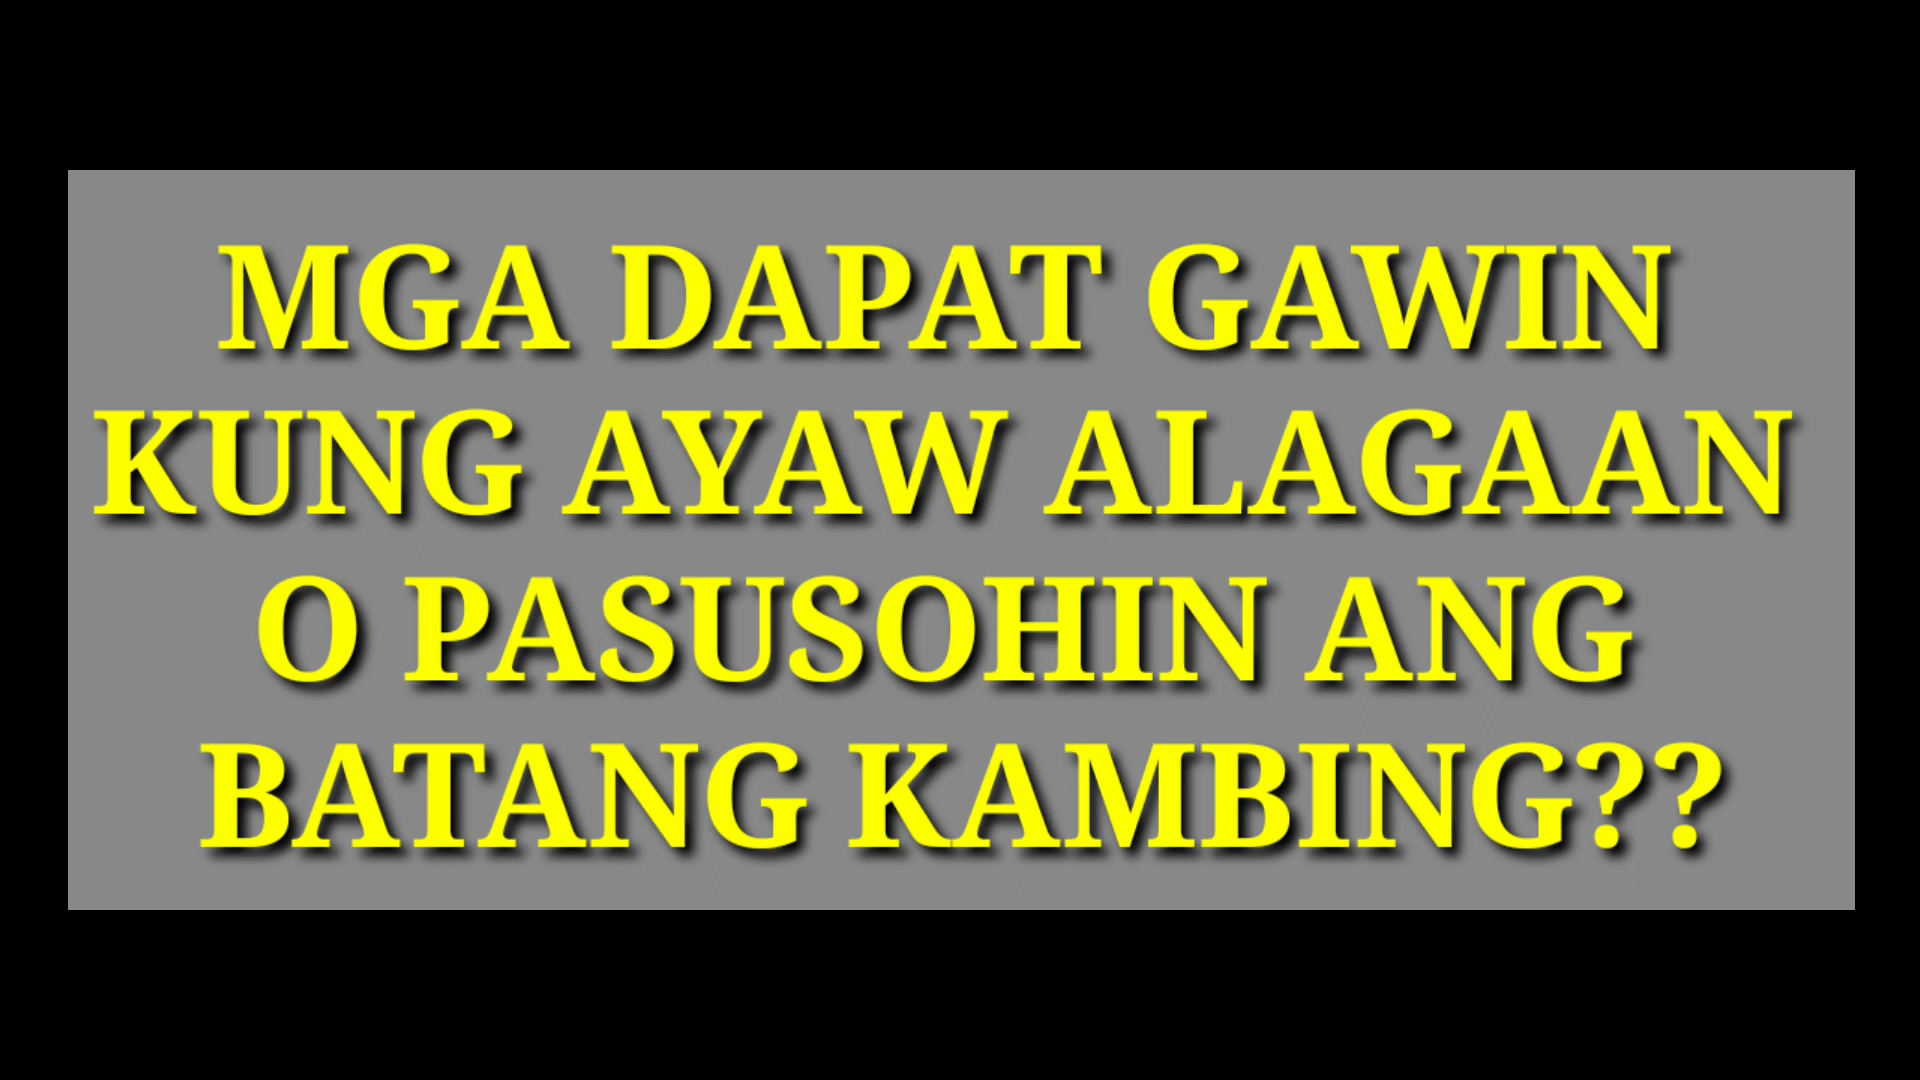 MGA DAPAT GAWIN
KUNG AYAW ALAGAAN
O PASUSOHIN ANG
BATANG KAMBING??